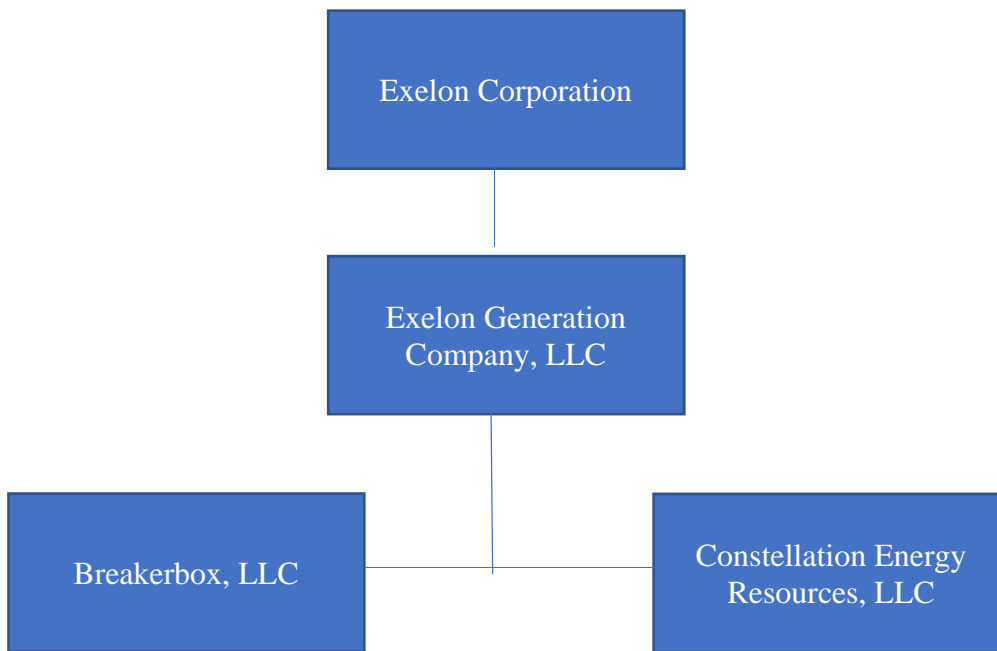 Exelon Corporation
Exelon Generation
Company, LLC
Breakerbox, LLC
Constellation Energy
Resources, LLC